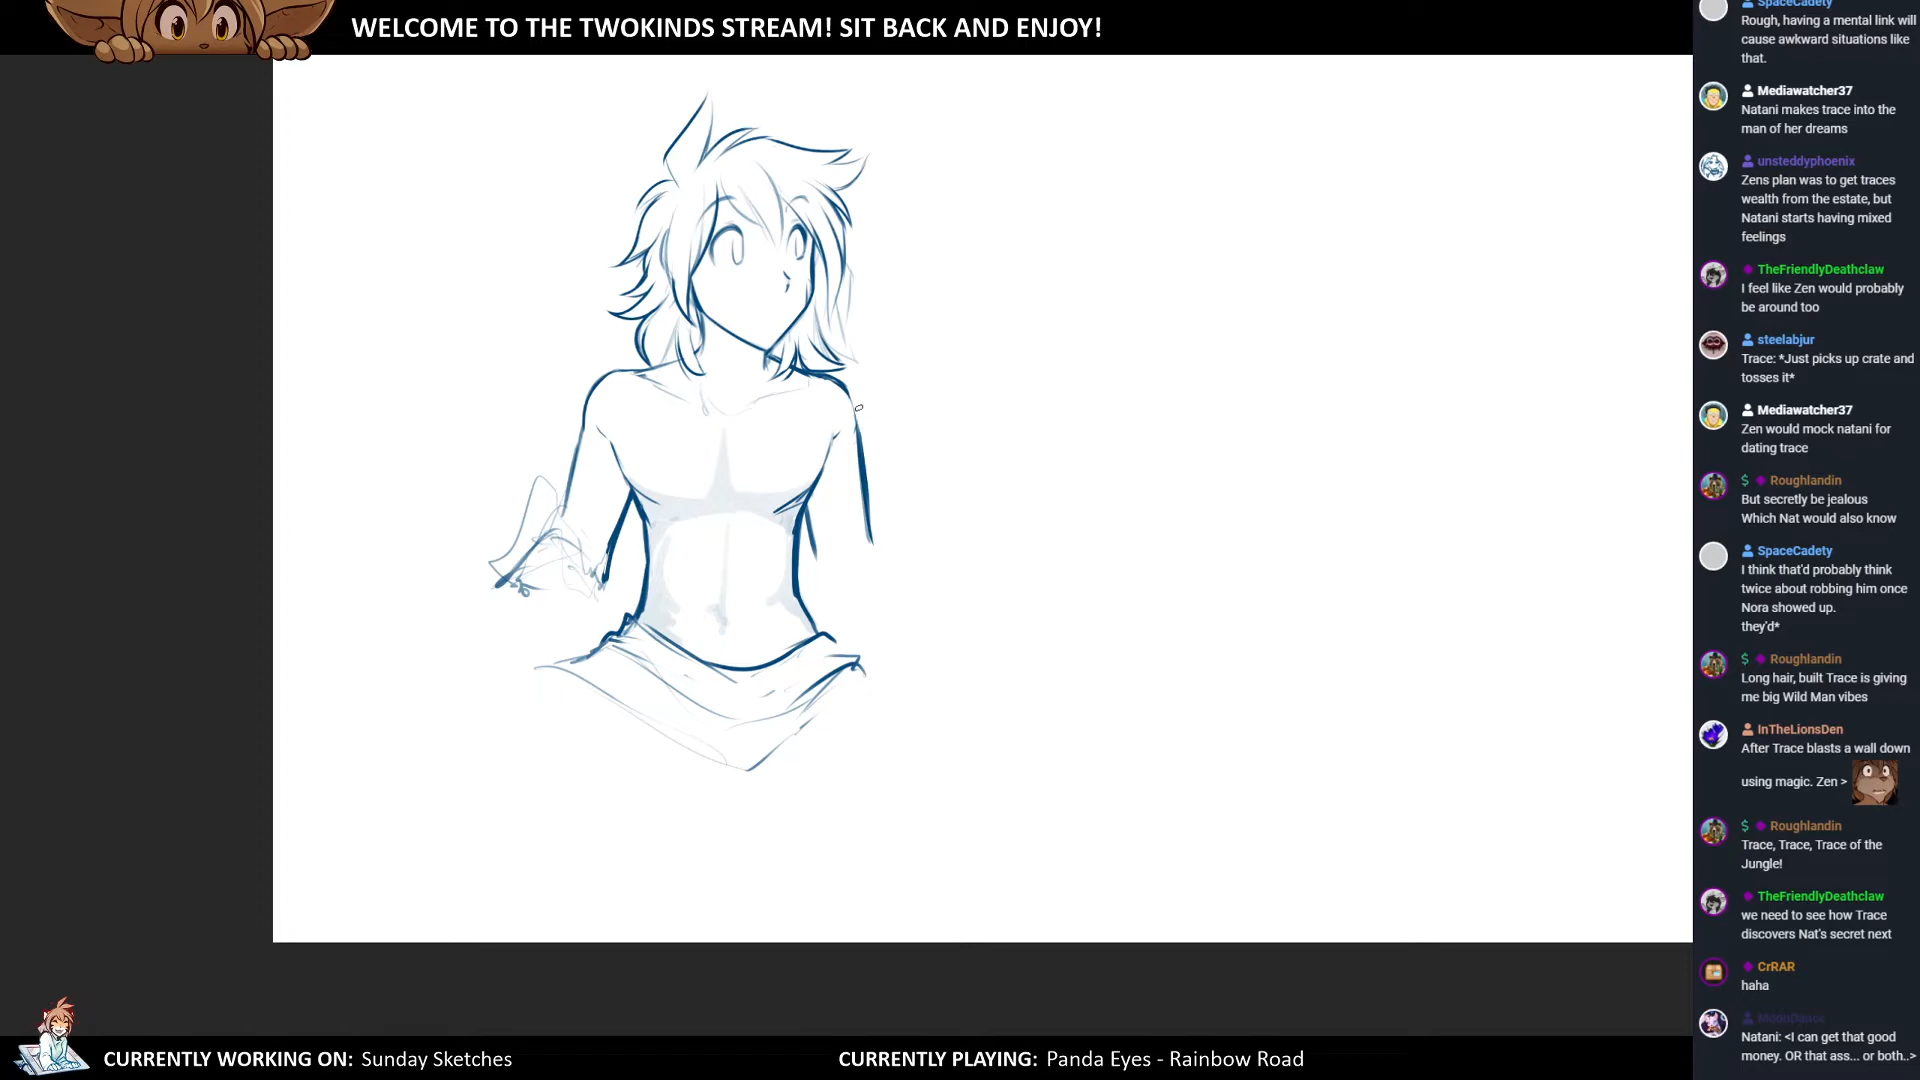 WELCOME TO THE TWOKINDS STREAM! SIT BACK AND ENJOY!
SpaceCadety
Rough, having a mental link will
cause awkward situations like
that.
Mediawatcher37
Natani makes trace into the
man of her dreams
unsteddyphoenix
Zens plan was to get traces
wealth from the estate, but
Natani starts having mixed
feelings
TheFriendlyDeathclaw
I feel like Zen would probably
be around too
steelabjur
Trace: *Just picks up crate and
tosses it*
Mediawatcher37
Zen would mock natani for
dating trace
$ Roughlandin
But secretly be jealous
Which Nat would also know
SpaceCadety
I think that'd probably think
twice about robbing him once
Nora showed up.
they'd*
$ Roughlandin
Long hair, built Trace is giving
me big Wild Man vibes
InTheLionsDen
After Trace blasts a wall down
using magic. Zen >
$ Roughlandin
Trace, Trace, Trace of the
Jungle!
TheFriendlyDeathclaw
we need to see how Trace
discovers Nat's secret next
CrRAR
haha
MoonDance
Natani: <I can get that good
money. OR that ass... or both..>
CURRENTLY WORKING ON: Sunday Sketches
CURRENTLY PLAYING: Panda Eyes - Rainbow Road